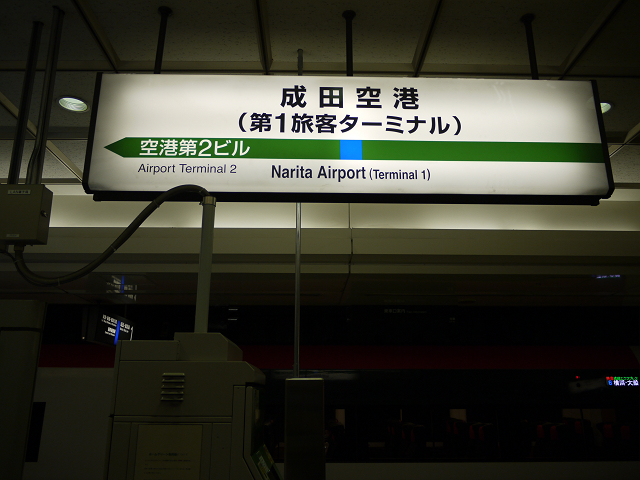 成田空港
（第1旅客ターミナル）
空港第2ビル
Airport Terminal 2
Narita Airport (Terminal 1)